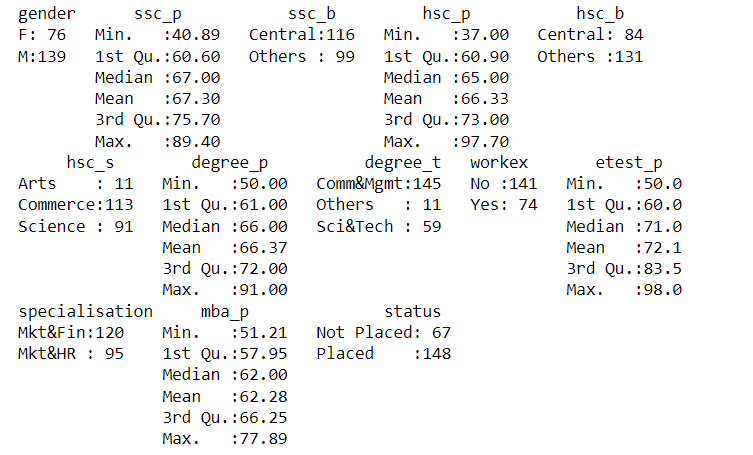 gender ssc_p ssc_b hsc_p hsc_b
F: 76 Min. :40.89 Central:116 Min. :37.00 Central: 84
M:139 1st Qu.:60.60 Others : 99 1st Qu.:60.90 Others :131
Median :67.00 Median :65.00
Mean :67.30 Mean :66.33
3rd Qu.:75.70 3rd Qu.:73.00
Max. :89.40 Max. :97.70
hsc_s degree_p degree_t workex etest_p
Arts : 11 Min. :50.00 Comm&Mgmt:145 No :141 Min. :50.0
Commerce:113 1st Qu.:61.00 Others : 11 Yes: 74 1st Qu.:60.0
Science : 91 Median :66.00 Sci&Tech : 59 Median :71.0
Mean :66.37 Mean :72.1
3rd Qu.:72.00 3rd Qu.:83.5
Max. :91.00 Max. :98.0
specialisation mba_p status
Mkt&Fin:120 Min. :51.21 Not Placed: 67
Mkt&HR : 95 1st Qu.:57.95 Placed :148
Median :62.00
Mean :62.28
3rd Qu.:66.25
Max. :77.89